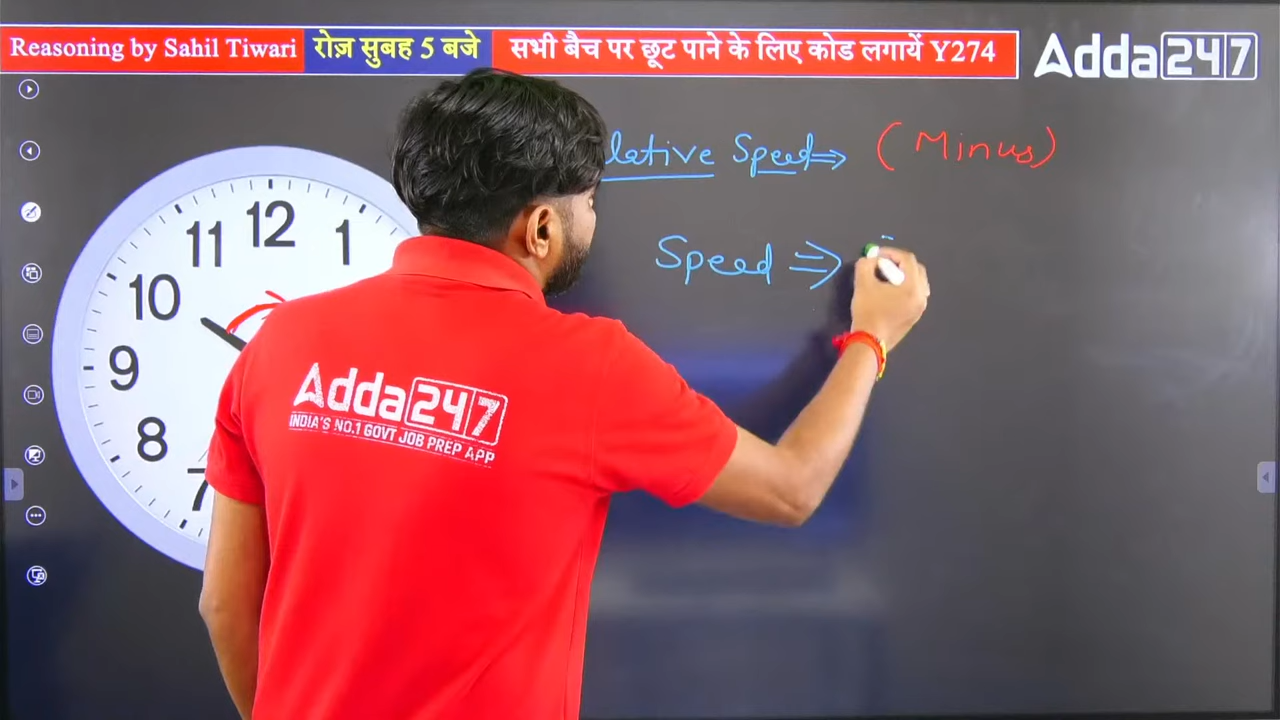 Reasoning by Sahil Tiwari रोज़ सुबह 5 बजे सभी बैच पर छूट पाने के लिए कोड लगायें Y274 Adda247
lative Speed ⇒ (Minus)
Speed ⇒
12
11
1
10
9
8
7
Adda247
INDIA'S NO.1 GOVT JOB PREP APP